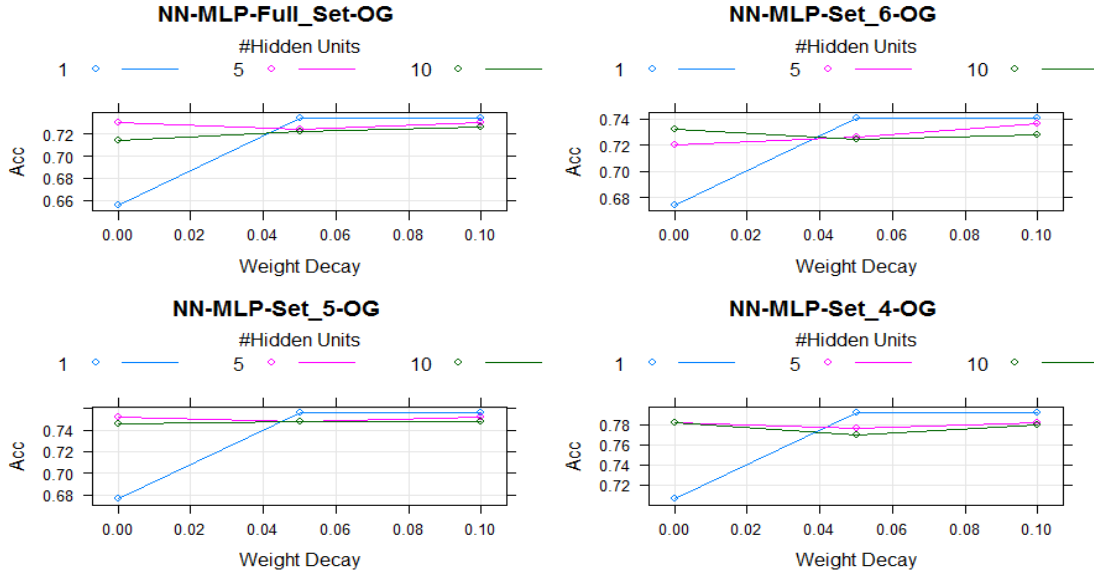 NN-MLP-Full_Set-OG
#Hidden Units
1 5 10
0.72
0.70
0.68
0.66
Acc
0.00 0.02 0.04 0.06 0.08 0.10
Weight Decay
NN-MLP-Set_6-OG
#Hidden Units
1 5 10
0.74
0.72
0.70
0.68
Acc
0.00 0.02 0.04 0.06 0.08 0.10
Weight Decay
NN-MLP-Set_5-OG
#Hidden Units
1 5 10
0.74
0.72
0.70
0.68
Acc
0.00 0.02 0.04 0.06 0.08 0.10
Weight Decay
NN-MLP-Set_4-OG
#Hidden Units
1 5 10
0.78
0.76
0.74
0.72
Acc
0.00 0.02 0.04 0.06 0.08 0.10
Weight Decay